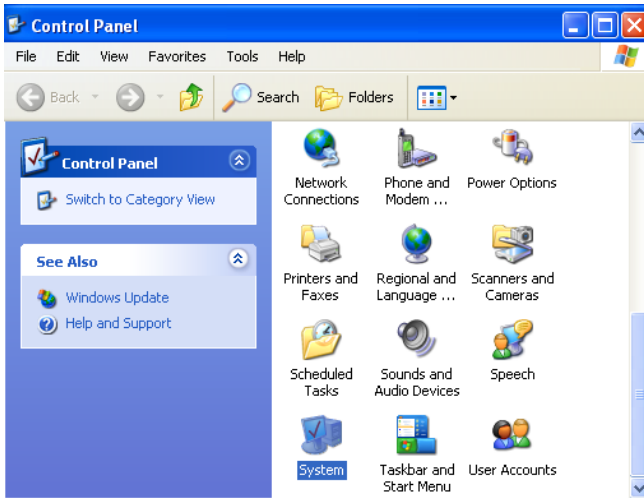 Control Panel
File Edit View Favorites Tools Help
Back Search Folders
Control Panel
Switch to Category View
See Also
Windows Update
Help and Support
Network
Connections
Phone and
Modem ...
Power Options
Printers and
Faxes
Regional and
Language ...
Scanners and
Cameras
Scheduled
Tasks
Sounds and
Audio Devices
Speech
System
Taskbar and
Start Menu
User Accounts